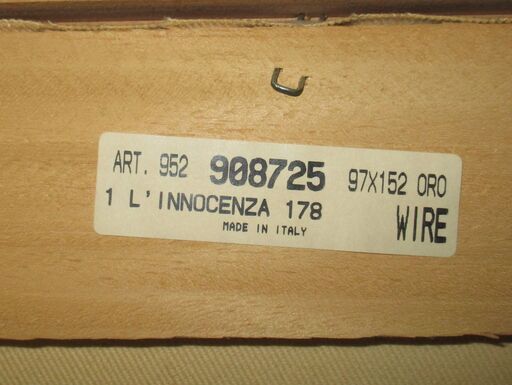 ART. 952 908725 97X152 ORO
1 L'INNOCENZA 178 WIRE
MADE IN ITALY